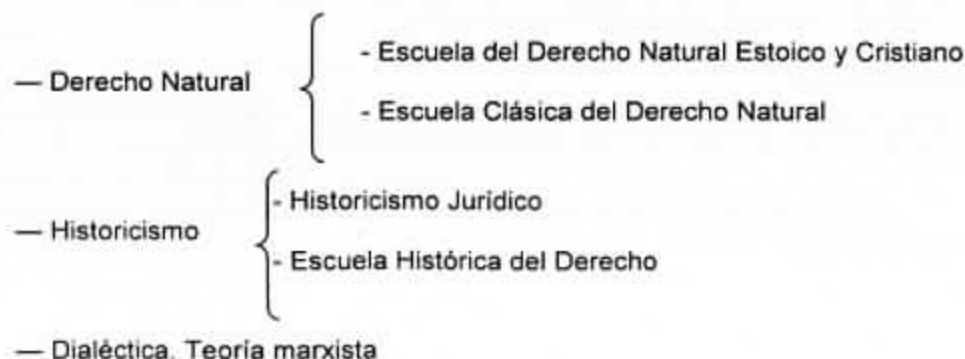 - Escuela del Derecho Natural Estoico y Cristiano
— Derecho Natural
- Escuela Clásica del Derecho Natural
- Historicismo Jurídico
— Historicismo
- Escuela Histórica del Derecho
— Dialéctica. Teoría marxista